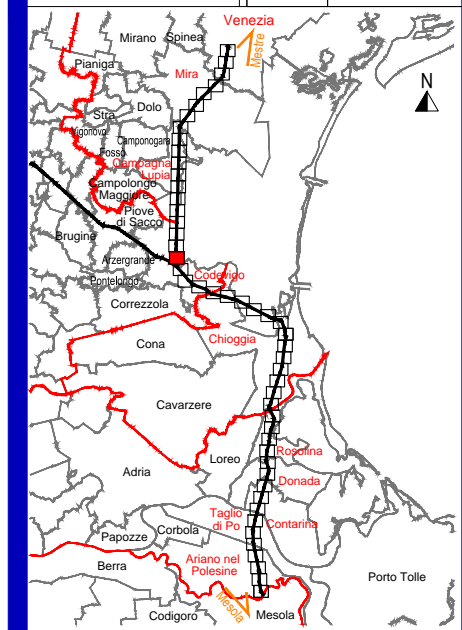 Venezia
Mirano
Spinea
Mestre
Pianiga
Mira
N
Dolo
Stra
Vigonovo
Camponogara
Fosso
Campagna
Lupia
Campolongo
Maggiore
Piove
di Sacco
Brugine
Arzergrande
Codevigo
Pontelongo
Correzzola
Chioggia
Cona
Cavarzere
Rosolina
Loreo
Adria
Donada
Taglio
di Po
Contarina
Corbola
Papozze
Berra
Ariano nel
Polesine
Porto Tolle
Mesola
Mesola
Codigoro